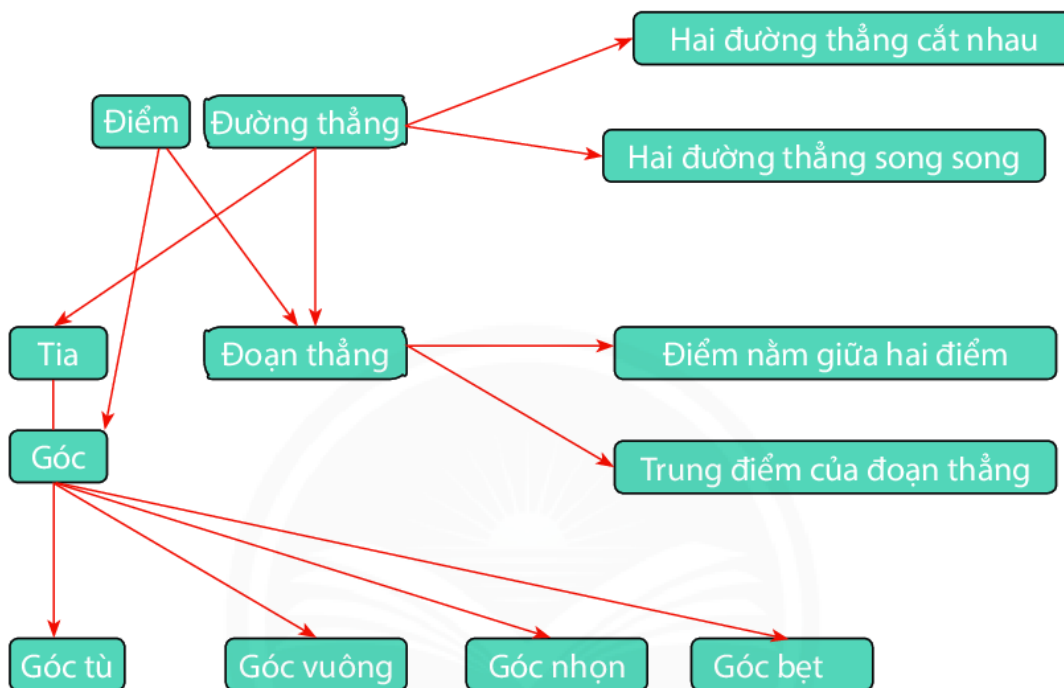 Hai đường thẳng cắt nhau
Điểm
Đường thẳng
Hai đường thẳng song song
Tia
Đoạn thẳng
Điểm nằm giữa hai điểm
Góc
Trung điểm của đoạn thẳng
Góc tù
Góc vuông
Góc nhọn
Góc bẹt